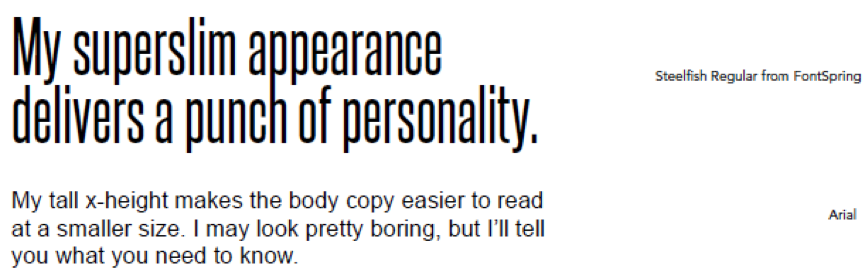 My superslim appearance
delivers a punch of personality.
Steelfish Regular from FontSpring
My tall x-height makes the body copy easier to read
at a smaller size. I may look pretty boring, but I’ll tell
you what you need to know.
Arial